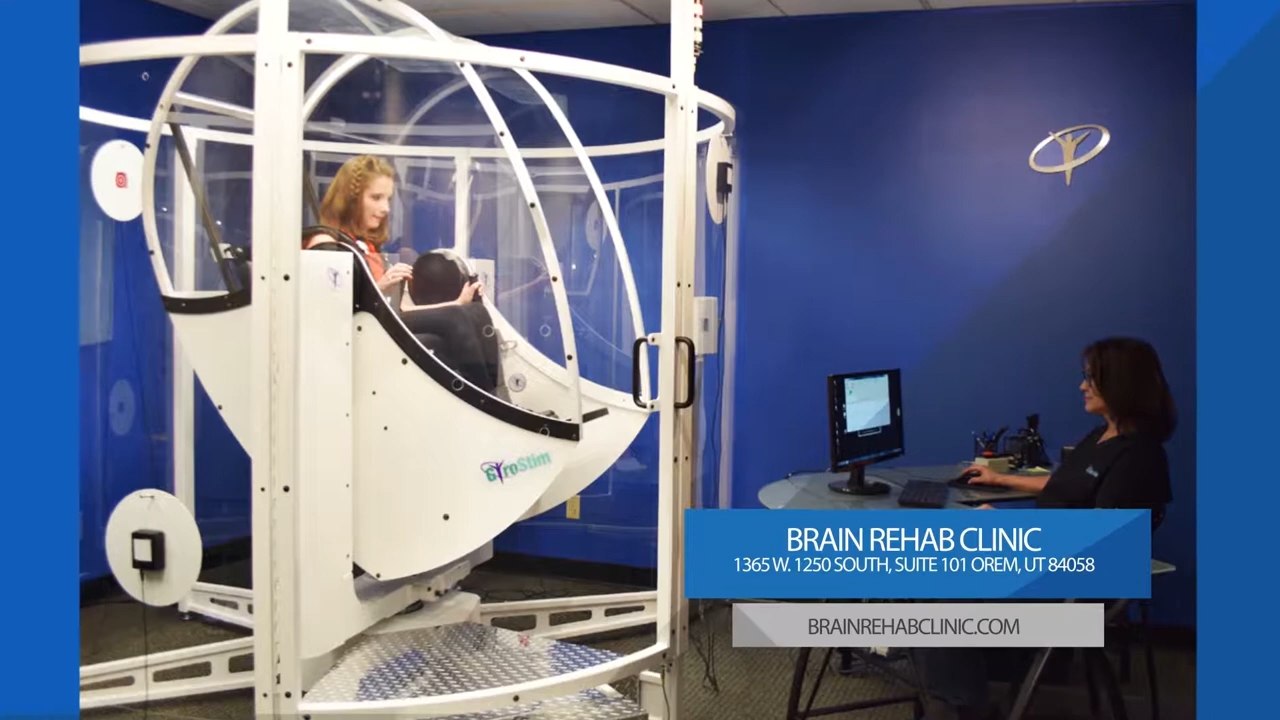 GyroStim
BRAIN REHAB CLINIC
1365 W. 1250 SOUTH, SUITE 101 OREM, UT 84058
BRAINREHABCLINIC.COM